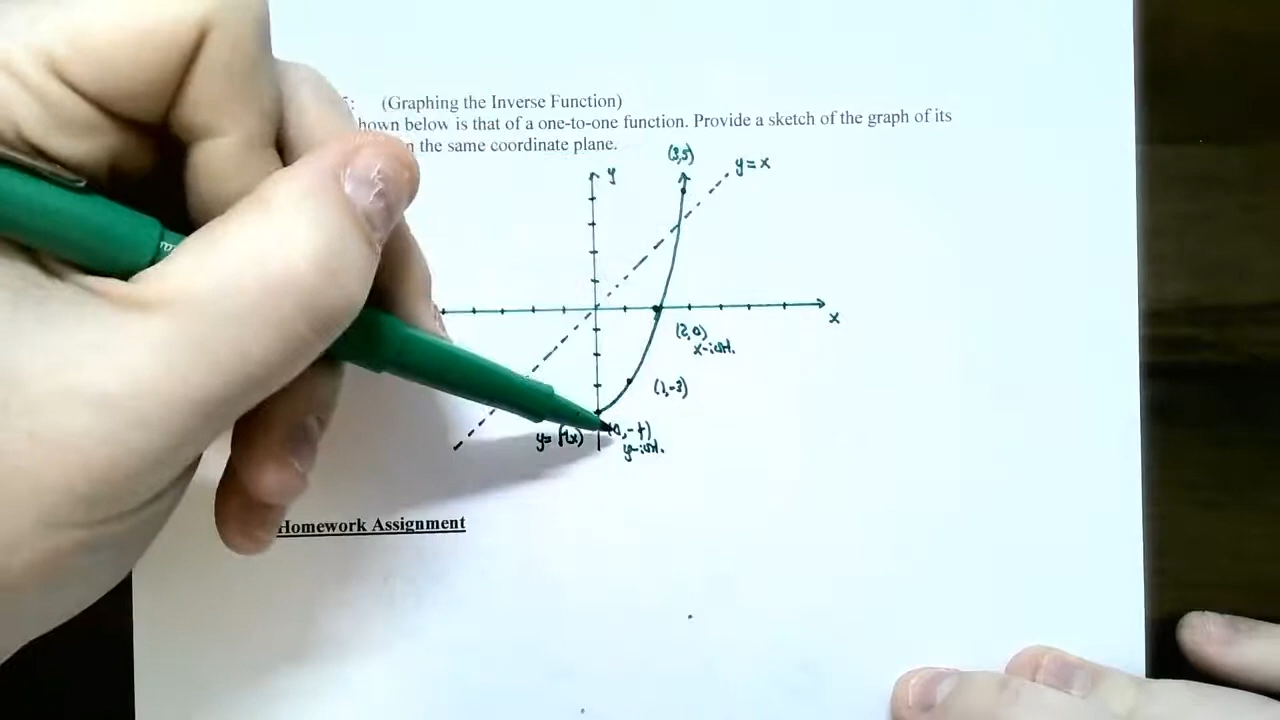 (Graphing the Inverse Function)
below is that of a one-to-one function. Provide a sketch of the graph of its
the same coordinate plane.
(3,5)
y = x
y
x
(2,0)
x-int.
(1,-3)
y = f(x)
y-int.
Homework Assignment